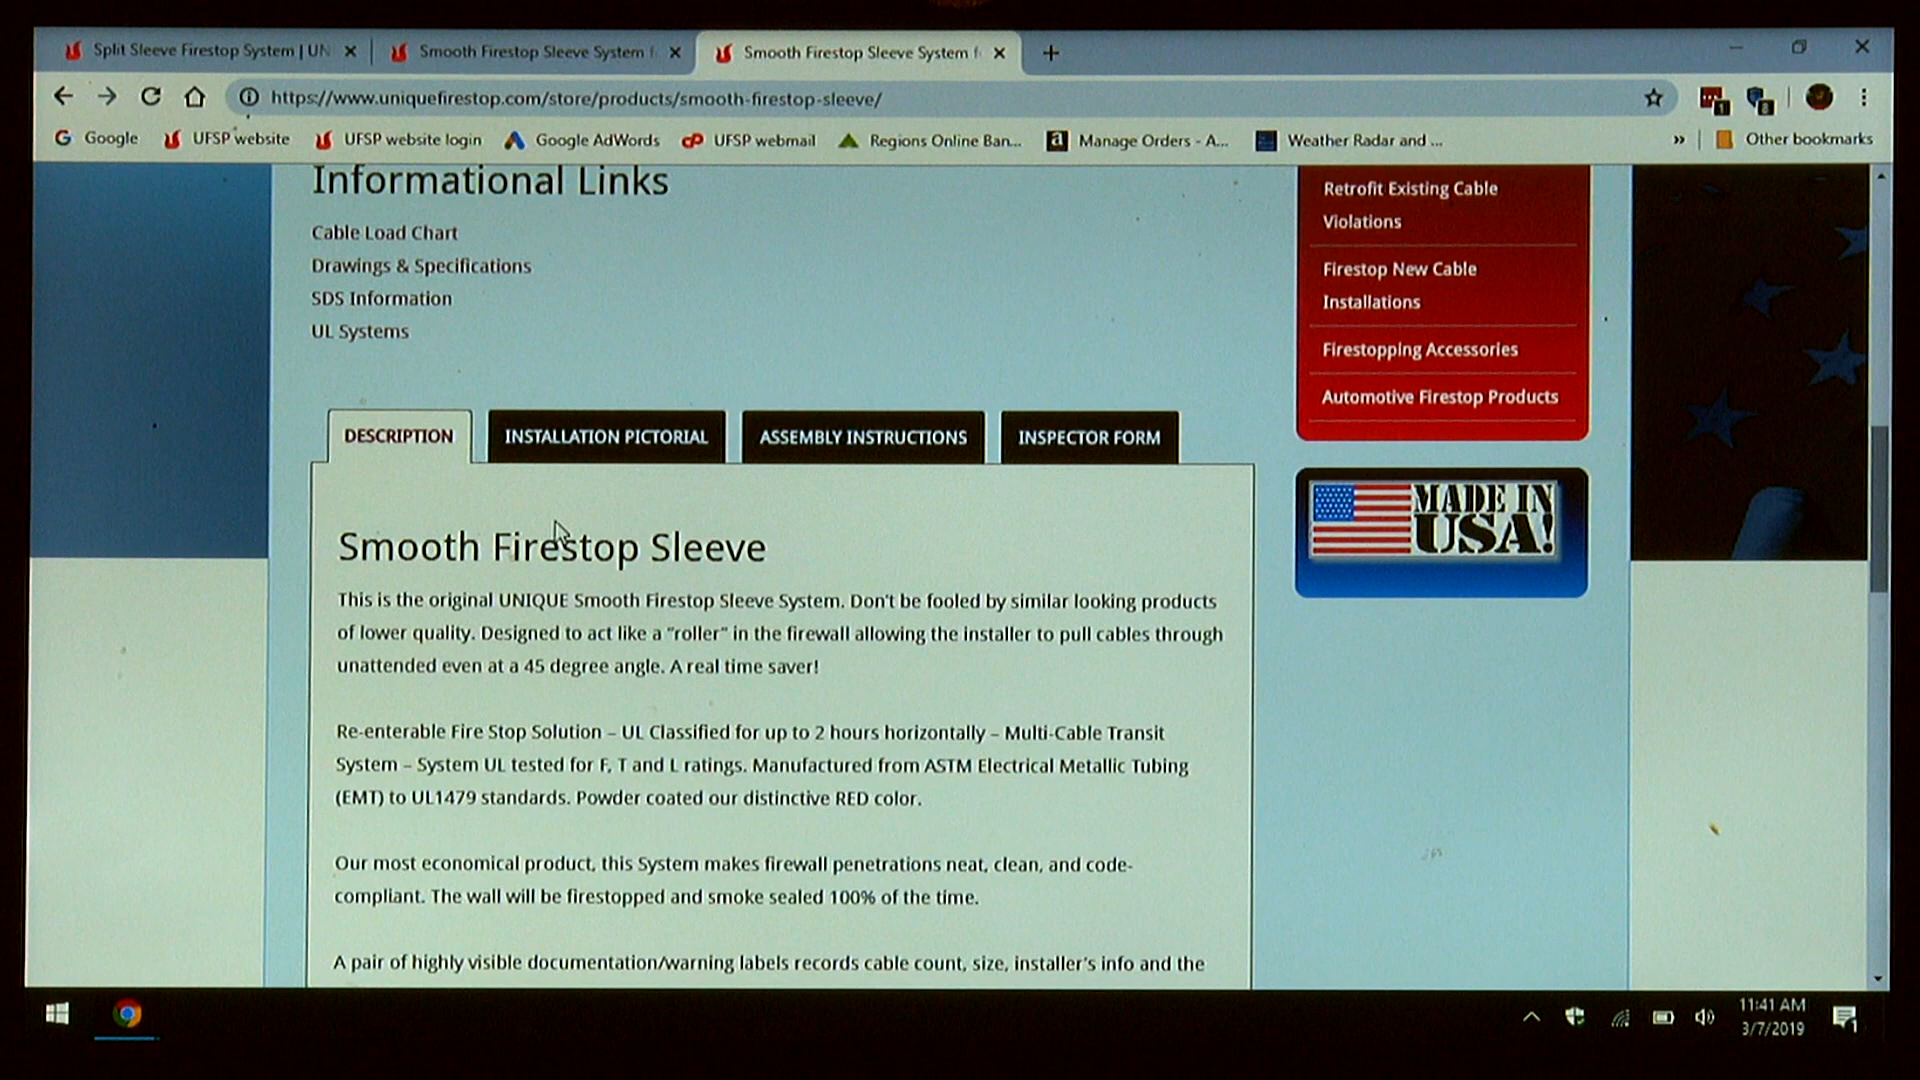 Split Sleeve Firestop System | UN
Smooth Firestop Sleeve System f
Smooth Firestop Sleeve System f
https://www.uniquefirestop.com/store/products/smooth-firestop-sleeve/
1
8
Google
UFSP website
UFSP website login
Google AdWords
UFSP webmail
Regions Online Ban...
a
Manage Orders - A...
Weather Radar and ...
Other bookmarks
Informational Links
Cable Load Chart
Drawings & Specifications
SDS Information
UL Systems
Retrofit Existing Cable
Violations
Firestop New Cable
Installations
Firestopping Accessories
Automotive Firestop Products
MADE IN
USA!
DESCRIPTION
INSTALLATION PICTORIAL
ASSEMBLY INSTRUCTIONS
INSPECTOR FORM
Smooth Firestop Sleeve
This is the original UNIQUE Smooth Firestop Sleeve System. Don't be fooled by similar looking products
of lower quality. Designed to act like a "roller" in the firewall allowing the installer to pull cables through
unattended even at a 45 degree angle. A real time saver!
Re-enterable Fire Stop Solution – UL Classified for up to 2 hours horizontally – Multi-Cable Transit
System – System UL tested for F, T and L ratings. Manufactured from ASTM Electrical Metallic Tubing
(EMT) to UL1479 standards. Powder coated our distinctive RED color.
Our most economical product, this System makes firewall penetrations neat, clean, and code-
compliant. The wall will be firestopped and smoke sealed 100% of the time.
A pair of highly visible documentation/warning labels records cable count, size, installer's info and the
11:41 AM
3/7/2019
1